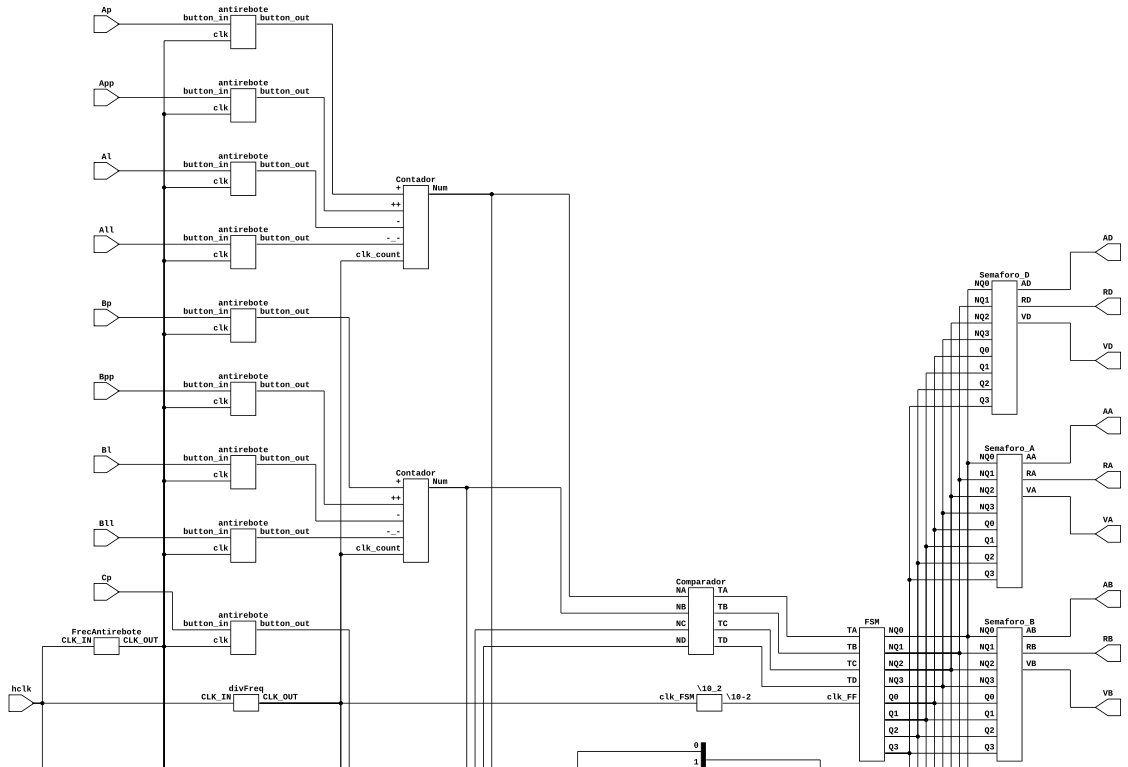 Ap
antirebote
button_in
button_out
clk
App
antirebote
button_in
button_out
clk
Al
antirebote
button_in
button_out
clk
All
antirebote
button_in
button_out
clk
Contador
+
++
-
-_-
clk_count
Num
Bp
antirebote
button_in
button_out
clk
Bpp
antirebote
button_in
button_out
clk
Bl
antirebote
button_in
button_out
clk
Bll
antirebote
button_in
button_out
clk
Contador
+
++
-
-_-
clk_count
Num
Cp
antirebote
button_in
button_out
clk
FrecAntirebote
CLK_IN
CLK_OUT
hclk
divFreq
CLK_IN
CLK_OUT
\10_2
clk_FSM
\10-2
Comparador
NA
NB
NC
ND
TA
TB
TC
TD
FSM
TA
TB
TC
TD
clk_FF
NQ0
NQ1
NQ2
NQ3
Q0
Q1
Q2
Q3
Semaforo_D
NQ0
NQ1
NQ2
NQ3
Q0
Q1
Q2
Q3
AD
RD
VD
AD
RD
VD
Semaforo_A
NQ0
NQ1
NQ2
NQ3
Q0
Q1
Q2
Q3
AA
RA
VA
AA
RA
VA
Semaforo_B
NQ0
NQ1
NQ2
NQ3
Q0
Q1
Q2
Q3
AB
RB
VB
AB
RB
VB
0
1